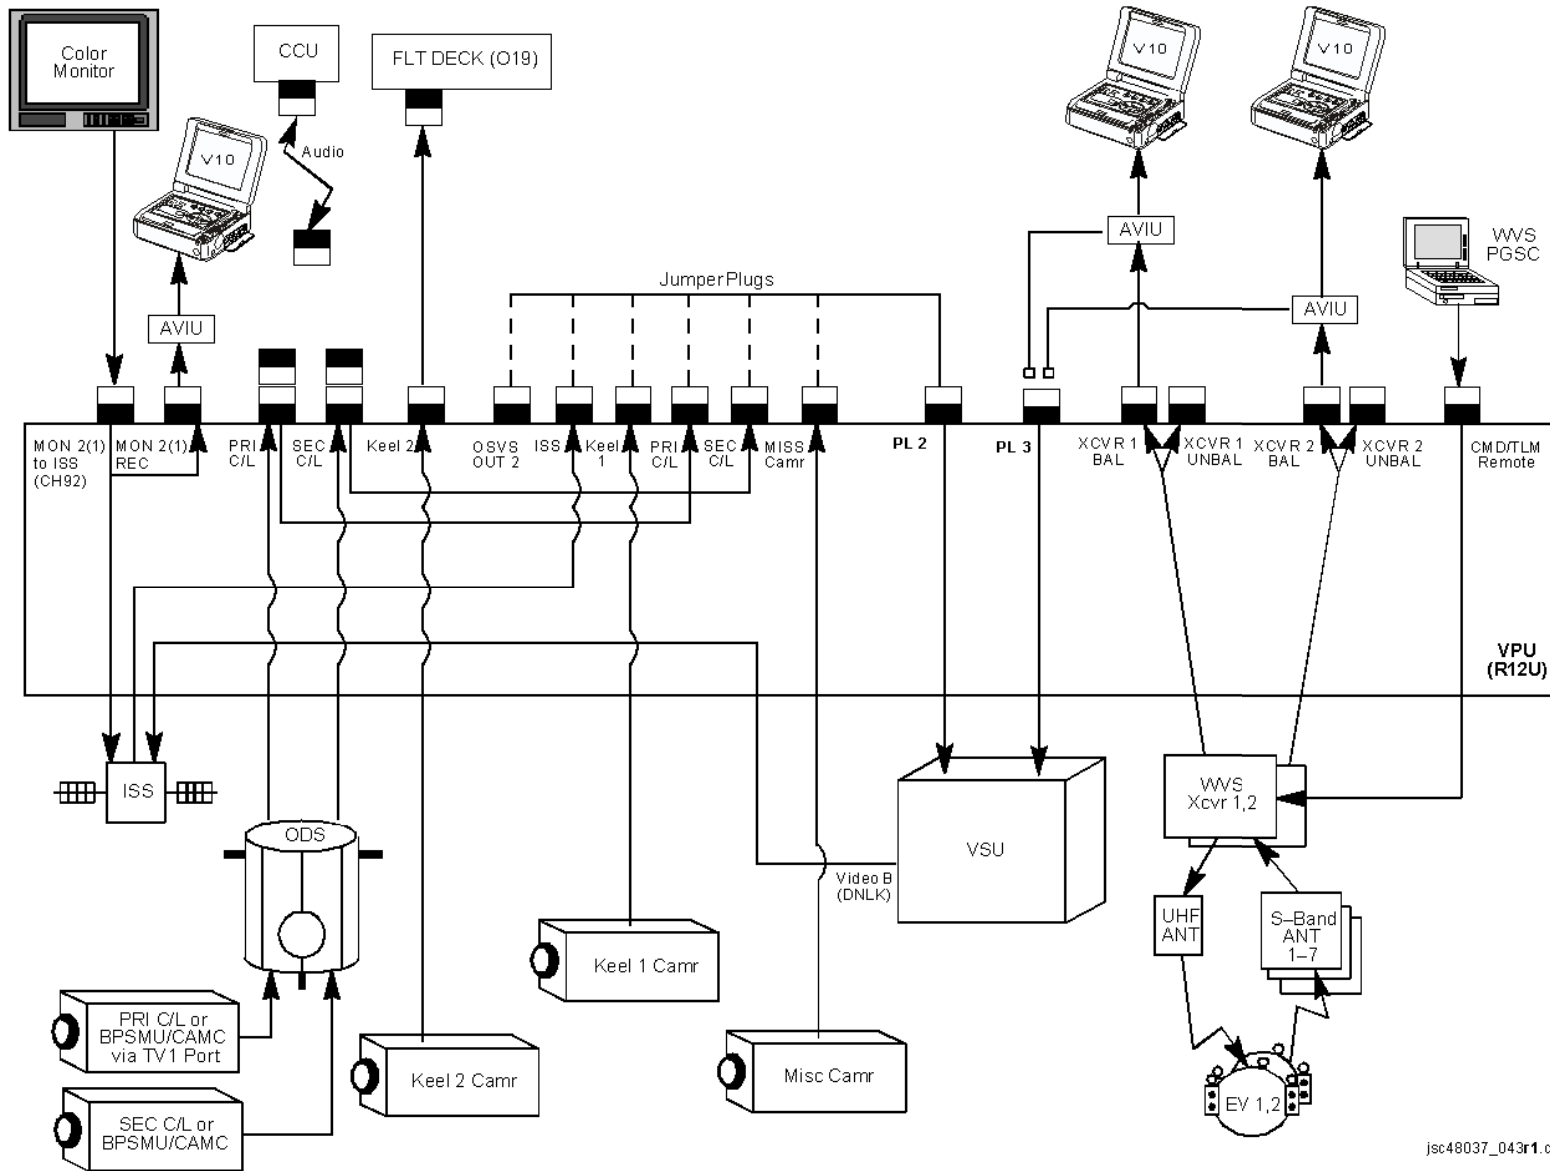 Color
Monitor
CCU
FLT DECK (O19)
V10
V10
V10
Audio
AVIU
WVS
PGSC
Jumper Plugs
AVIU
AVIU
MON 2(1)
to ISS
(CH92)
MON 2(1)
REC
PRI
C/L
SEC
C/L
Keel 2
OSVS
OUT 2
ISS
Keel
1
PRI
C/L
SEC
C/L
MISS
Camr
PL 2
PL 3
XCVR 1
BAL
XCVR 1
UNBAL
XCVR 2
BAL
XCVR 2
UNBAL
CMD/TLM
Remote
VPU
(R12U)
ISS
WVS
Xcvr 1,2
ODS
VSU
Video B
(DNLK)
UHF
ANT
S–Band
ANT
1–7
Keel 1 Camr
PRI C/L or
BPSMU/CAMC
via TV1 Port
Keel 2 Camr
Misc Camr
EV 1,2
SEC C/L or
BPSMU/CAMC
jsc48037_043r1.c